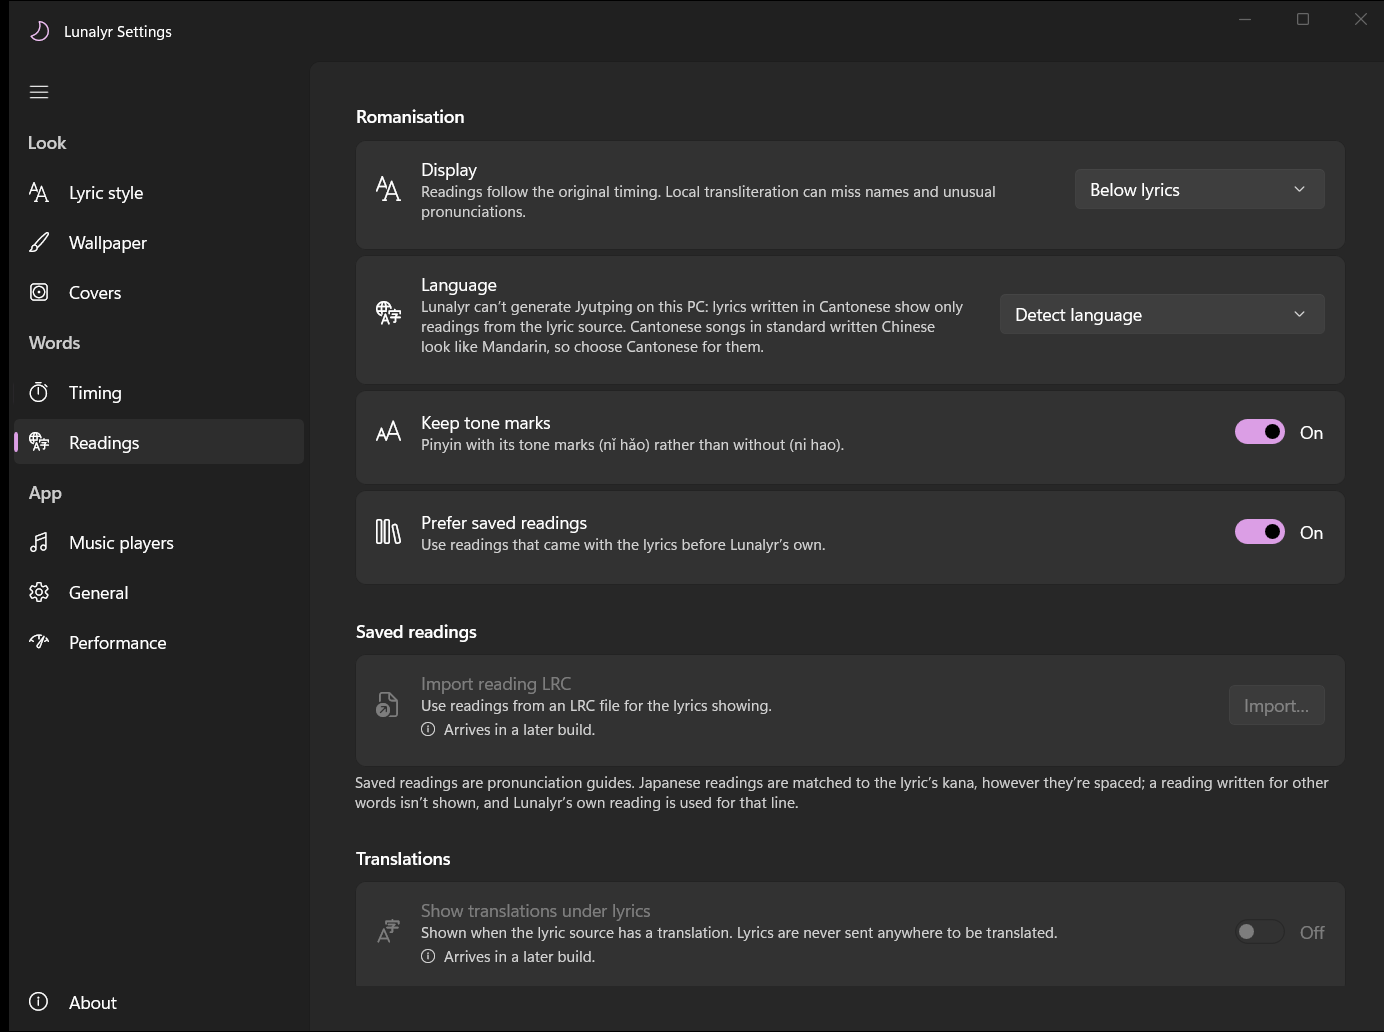 Lunalyr Settings
Look
Lyric style
Wallpaper
Covers
Words
Timing
Readings
App
Music players
General
Performance
About
Romanisation
Display
Readings follow the original timing. Local transliteration can miss names and unusual
pronunciations.
Below lyrics
Language
Lunalyr can’t generate Jyutping on this PC: lyrics written in Cantonese show only
readings from the lyric source. Cantonese songs in standard written Chinese
look like Mandarin, so choose Cantonese for them.
Detect language
Keep tone marks
Pinyin with its tone marks (nǐ hǎo) rather than without (ni hao).
On
Prefer saved readings
Use readings that came with the lyrics before Lunalyr’s own.
On
Saved readings
Import reading LRC
Use readings from an LRC file for the lyrics showing.
Arrives in a later build.
Import...
Saved readings are pronunciation guides. Japanese readings are matched to the lyric’s kana, however they’re spaced; a reading written for other
words isn’t shown, and Lunalyr’s own reading is used for that line.
Translations
Show translations under lyrics
Shown when the lyric source has a translation. Lyrics are never sent anywhere to be translated.
Arrives in a later build.
Off